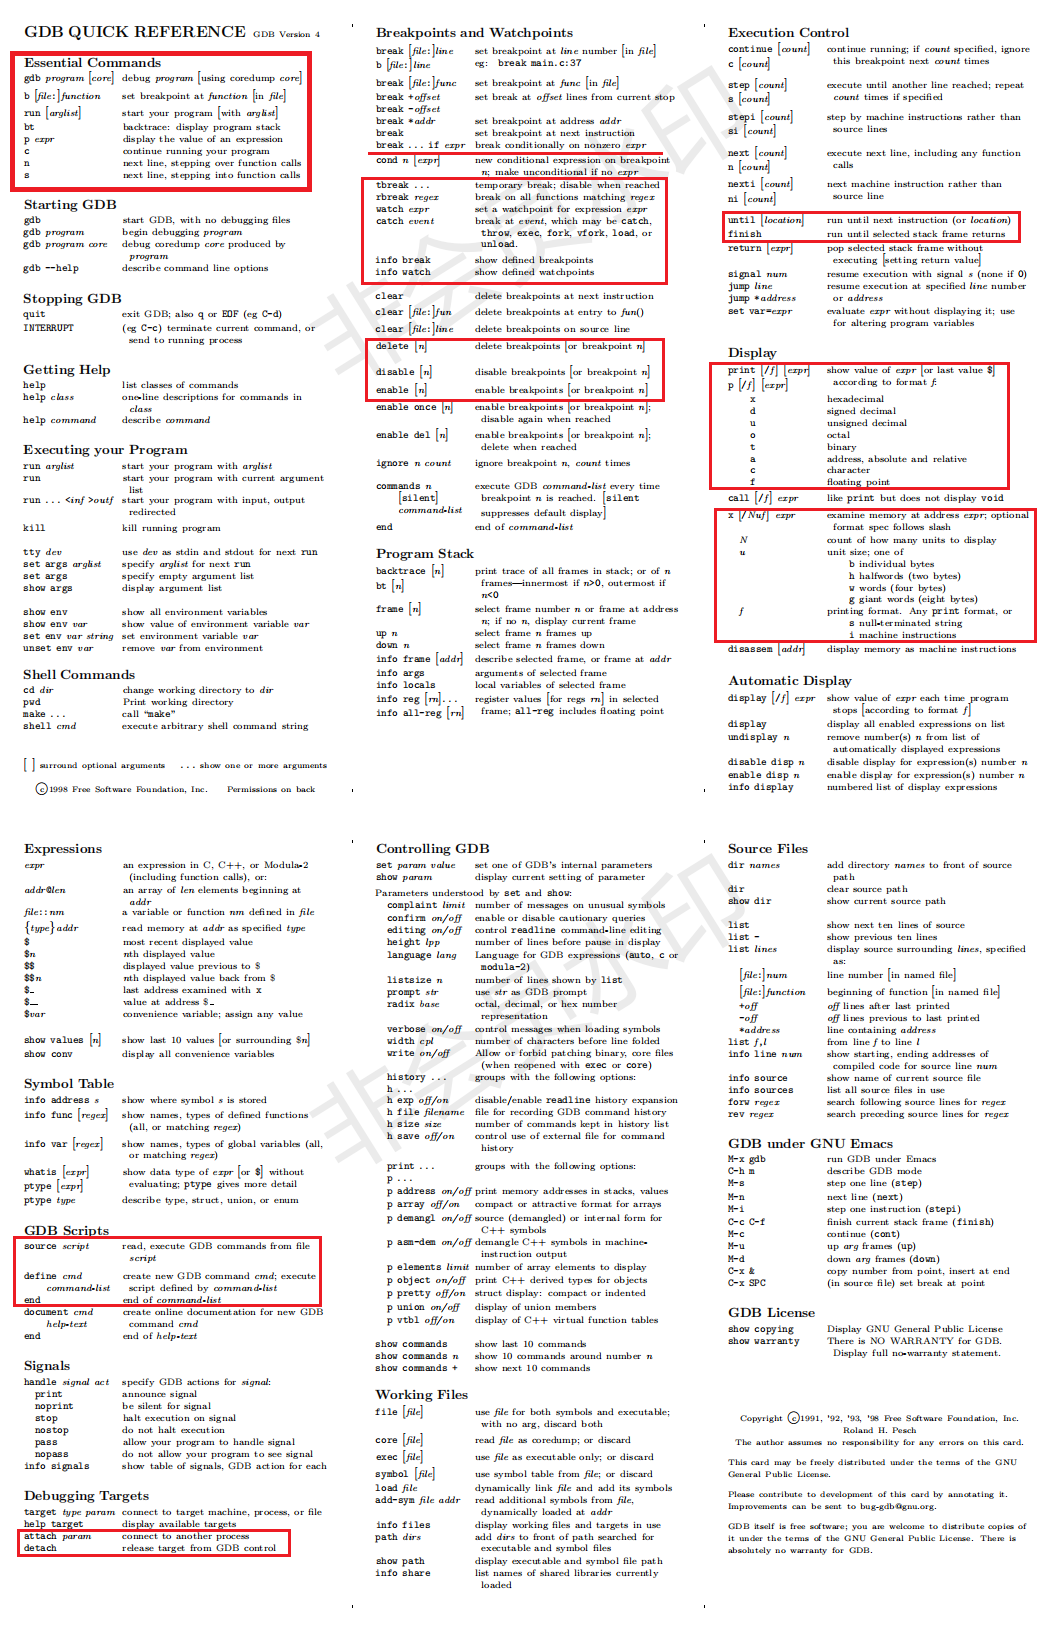 GDB QUICK REFERENCE GDB Version 4
Essential Commands
gdb program [core] debug program [using coredump core]
b [file:]function set breakpoint at function [in file]
run [arglist] start your program [with arglist]
bt backtrace: display program stack
p expr display the value of an expression
c continue running your program
n next line, stepping over function calls
s next line, stepping into function calls
Starting GDB
gdb start GDB, with no debugging files
gdb program begin debugging program
gdb program core debug coredump core produced by
program
gdb --help describe command line options
Stopping GDB
quit exit GDB; also q or EOF (eg C-d)
INTERRUPT (eg C-c) terminate current command, or
send to running process
Getting Help
help list classes of commands
help class one-line descriptions for commands in
class
help command describe command
Executing your Program
run arglist start your program with arglist
run start your program with current argument
list
run ... <inf >outf start your program with input, output
redirected
kill kill running program
tty dev use dev as stdin and stdout for next run
set args arglist specify arglist for next run
set args specify empty argument list
show args display argument list
show env show all environment variables
show env var show value of environment variable var
set env var string set environment variable var
unset env var remove var from environment
Shell Commands
cd dir change working directory to dir
pwd Print working directory
make ... call “make”
shell cmd execute arbitrary shell command string
[ ] surround optional arguments ... show one or more arguments
©1998 Free Software Foundation, Inc. Permissions on back
Breakpoints and Watchpoints
break [file:]line set breakpoint at line number [in file]
b [file:]line eg: break main.c:37
break [file:]func set breakpoint at func [in file]
break +offset set break at offset lines from current stop
break -offset
break *addr set breakpoint at address addr
break set breakpoint at next instruction
break ... if expr break conditionally on nonzero expr
cond n [expr] new conditional expression on breakpoint
n; make unconditional if no expr
tbreak ... temporary break; disable when reached
rbreak regex break on all functions matching regex
watch expr set a watchpoint for expression expr
catch event break at event, which may be catch,
throw, exec, fork, vfork, load, or
unload.
info break show defined breakpoints
info watch show defined watchpoints
clear delete breakpoints at next instruction
clear [file:]fun delete breakpoints at entry to fun()
clear [file:]line delete breakpoints on source line
delete [n] delete breakpoints [or breakpoint n]
disable [n] disable breakpoints [or breakpoint n]
enable [n] enable breakpoints [or breakpoint n]
enable once [n] enable breakpoints [or breakpoint n];
disable again when reached
enable del [n] enable breakpoints [or breakpoint n];
delete when reached
ignore n count ignore breakpoint n, count times
commands n execute GDB command-list every time
[silent] breakpoint n is reached. [silent
command-list suppresses default display]
end end of command-list
Program Stack
backtrace [n] print trace of all frames in stack; or of n
bt [n] frames—innermost if n>0, outermost if
n<0
frame [n] select frame number n or frame at address
n; if no n, display current frame
up n select frame n frames up
down n select frame n frames down
info frame [addr] describe selected frame, or frame at addr
info args arguments of selected frame
info locals local variables of selected frame
info reg [rn]... register values [for regs rn] in selected
info all-reg [rn] frame; all-reg includes floating point
Execution Control
continue [count] continue running; if count specified, ignore
c [count] this breakpoint next count times
step [count] execute until another line reached; repeat
s [count] count times if specified
stepi [count] step by machine instructions rather than
si [count] source lines
next [count] execute next line, including any function
n [count] calls
nexti [count] next machine instruction rather than
ni [count] source line
until [location] run until next instruction (or location)
finish run until selected stack frame returns
return [expr] pop selected stack frame without
executing [setting return value]
signal num resume execution with signal s (none if 0)
jump line resume execution at specified line number
jump *address or address
set var=expr evaluate expr without displaying it; use
for altering program variables
Display
print [/f] [expr] show value of expr [or last value $]
p [/f] [expr] according to format f:
x hexadecimal
d signed decimal
u unsigned decimal
o octal
t binary
a address, absolute and relative
c character
f floating point
call [/f] expr like print but does not display void
x [/Nuf] expr examine memory at address expr; optional
format spec follows slash
N count of how many units to display
u unit size; one of
b individual bytes
h halfwords (two bytes)
w words (four bytes)
g giant words (eight bytes)
f printing format. Any print format, or
s null-terminated string
i machine instructions
disassem [addr] display memory as machine instructions
Automatic Display
display [/f] expr show value of expr each time program
stops [according to format f]
display display all enabled expressions on list
undisplay n remove number(s) n from list of
automatically displayed expressions
disable disp n disable display for expression(s) number n
enable disp n enable display for expression(s) number n
info display numbered list of display expressions
非会员水印
Expressions
expr an expression in C, C++, or Modula-2
(including function calls), or:
addr@len an array of len elements beginning at
addr
file::nm a variable or function nm defined in file
{type}addr read memory at addr as specified type
$ most recent displayed value
$n nth displayed value
$$ displayed value previous to $
$$n nth displayed value back from $
$_ last address examined with x
$__ value at address $_
$var convenience variable; assign any value
show values [n] show last 10 values [or surrounding $n]
show conv display all convenience variables
Symbol Table
info address s show where symbol s is stored
info func [regex] show names, types of defined functions
(all, or matching regex)
info var [regex] show names, types of global variables (all,
or matching regex)
whatis [expr] show data type of expr [or $] without
ptype [expr] evaluating; ptype gives more detail
ptype type describe type, struct, union, or enum
GDB Scripts
source script read, execute GDB commands from file
script
define cmd create new GDB command cmd; execute
command-list script defined by command-list
end end of command-list
document cmd create online documentation for new GDB
help-text command cmd
end end of help-text
Signals
handle signal act specify GDB actions for signal:
print announce signal
noprint be silent for signal
stop halt execution on signal
nostop do not halt execution
pass allow your program to handle signal
nopass do not allow your program to see signal
info signals show table of signals, GDB action for each
Debugging Targets
target type param connect to target machine, process, or file
help target display available targets
attach param connect to another process
detach release target from GDB control
Controlling GDB
set param value set one of GDB's internal parameters
show param display current setting of parameter
Parameters understood by set and show:
complaint limit number of messages on unusual symbols
confirm on/off enable or disable cautionary queries
editing on/off control readline command-line editing
height lpp number of lines before pause in display
language lang Language for GDB expressions (auto, c or
modula-2)
listsize n number of lines shown by list
prompt str use str as GDB prompt
radix base octal, decimal, or hex number
representation
verbose on/off control messages when loading symbols
width cpl number of characters before line folded
write on/off Allow or forbid patching binary, core files
(when reopened with exec or core)
history ... groups with the following options:
h ...
h exp off/on disable/enable readline history expansion
h file filename file for recording GDB command history
h size size number of commands kept in history list
h save off/on control use of external file for command
history
print ... groups with the following options:
p ...
p address on/off print memory addresses in stacks, values
p array off/on compact or attractive format for arrays
p demangl on/off source (demangled) or internal form for
C++ symbols
p asm-dem on/off demangle C++ symbols in machine-
instruction output
p elements limit number of array elements to display
p object on/off print C++ derived types for objects
p pretty off/on struct display: compact or indented
p union on/off display of union members
p vtbl off/on display of C++ virtual function tables
show commands show last 10 commands
show commands n show 10 commands around number n
show commands + show next 10 commands
Working Files
file [file] use file for both symbols and executable;
with no arg, discard both
core [file] read file as coredump; or discard
exec [file] use file as executable only; or discard
symbol [file] use symbol table from file; or discard
load file dynamically link file and add its symbols
add-sym file addr read additional symbols from file,
dynamically loaded at addr
info files display working files and targets in use
path dirs add dirs to front of path searched for
executable and symbol files
show path display executable and symbol file path
info share list names of shared libraries currently
loaded
Source Files
dir names add directory names to front of source
path
dir clear source path
show dir show current source path
list show next ten lines of source
list - show previous ten lines
list lines display source surrounding lines, specified
as:
[file:]num line number [in named file]
[file:]function beginning of function [in named file]
+off off lines after last printed
-off off lines previous to last printed
*address line containing address
list f,l from line f to line l
info line num show starting, ending addresses of
compiled code for source line num
info source show name of current source file
info sources list all source files in use
forw regex search following source lines for regex
rev regex search preceding source lines for regex
GDB under GNU Emacs
M-x gdb run GDB under Emacs
C-h m describe GDB mode
M-s step one line (step)
M-n next line (next)
M-i step one instruction (stepi)
C-c C-f finish current stack frame (finish)
M-c continue (cont)
M-u up arg frames (up)
M-d down arg frames (down)
C-x & copy number from point, insert at end
C-x SPC (in source file) set break at point
GDB License
show copying Display GNU General Public License
show warranty There is NO WARRANTY for GDB.
Display full no-warranty statement.
Copyright ©1991, '92, '93, '98 Free Software Foundation, Inc.
Roland H. Pesch
The author assumes no responsibility for any errors on this card.
This card may be freely distributed under the terms of the GNU
General Public License.
Please contribute to development of this card by annotating it.
Improvements can be sent to bug-gdb@gnu.org.
GDB itself is free software; you are welcome to distribute copies of
it under the terms of the GNU General Public License. There is
absolutely no warranty for GDB.
非会员水印